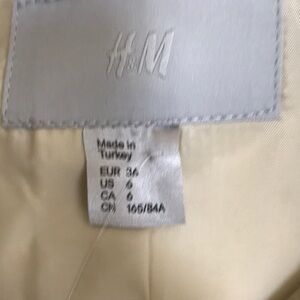 H&M
Made in
Turkey
EUR 36
US 6
CA 6
CN 165/84A